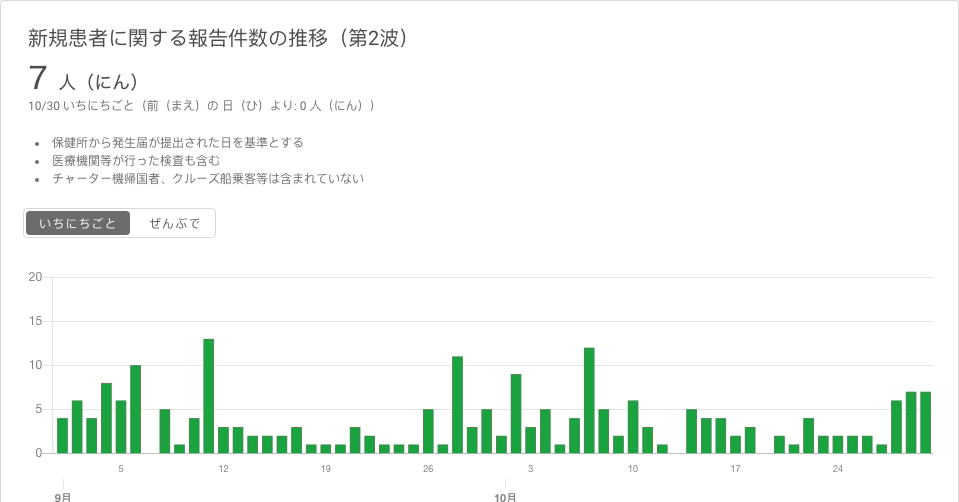 新規患者に関する報告件数の推移（第2波）
7 人（にん）
10/30 いちにちごと（前（まえ）の 日（ひ）より: 0 人（にん））
• 保健所から発生届が提出された日を基準とする
• 医療機関等が行った検査も含む
• チャーター機帰国者、クルーズ船乗客等は含まれていない
いちにちごと ぜんぶで
20
15
10
5
0
5 12 19 26 3 10 17 24
9月 10月